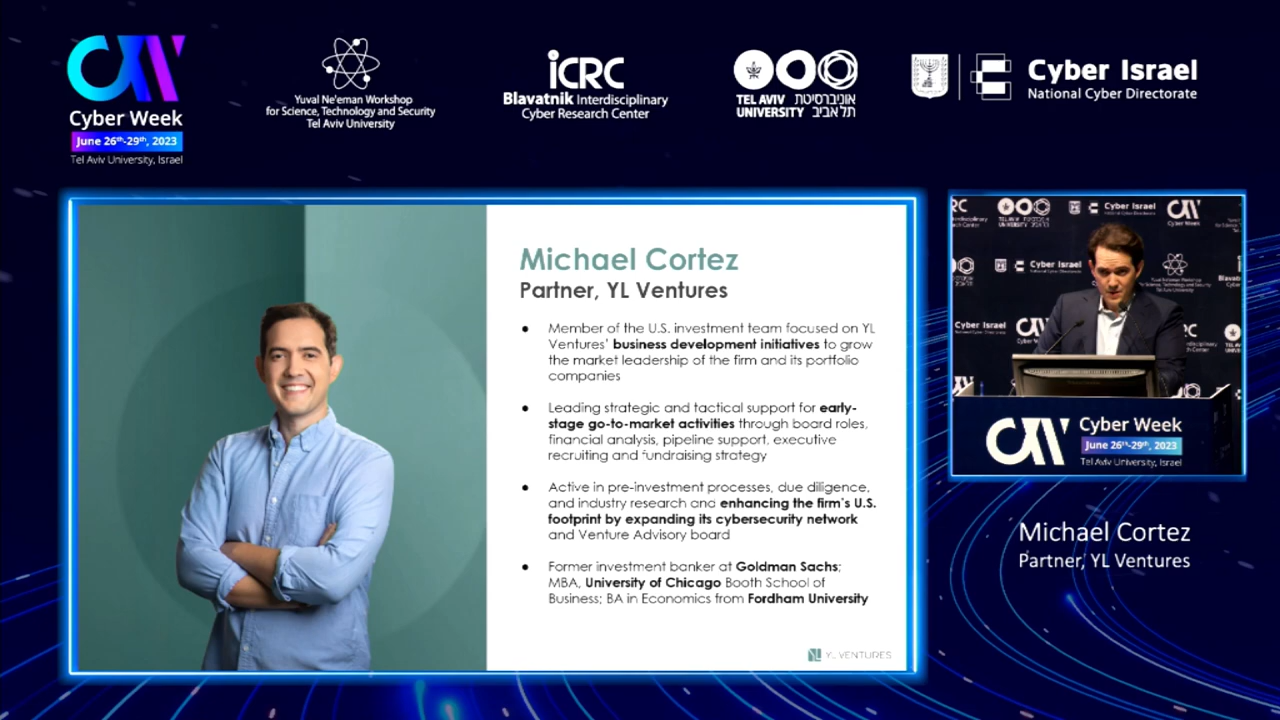 Cyber Week
June 26th-29th, 2023
Tel Aviv University, Israel
Yuval Ne'eman Workshop
for Science, Technology and Security
Tel Aviv University
iCRC
Blavatnik Interdisciplinary
Cyber Research Center
TEL AVIV אוניברסיטת
UNIVERSITY תל אביב
Cyber Israel
National Cyber Directorate
Michael Cortez
Partner, YL Ventures
● Member of the U.S. investment team focused on YL
Ventures' business development initiatives to grow
the market leadership of the firm and its portfolio
companies
● Leading strategic and tactical support for early-
stage go-to-market activities through board roles,
financial analysis, pipeline support, executive
recruiting and fundraising strategy
● Active in pre-investment processes, due diligence,
and industry research and enhancing the firm's U.S.
footprint by expanding its cybersecurity network
and Venture Advisory board
● Former investment banker at Goldman Sachs;
MBA, University of Chicago Booth School of
Business; BA in Economics from Fordham University
YL VENTURES
Cyber Israel
Cyber Israel
Cyber Israel
Cyber Week
June 26th-29th, 2023
Tel Aviv University, Israel
Michael Cortez
Partner, YL Ventures